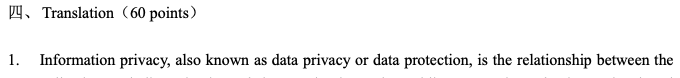 四、Translation（60 points）
1. Information privacy, also known as data privacy or data protection, is the relationship between the